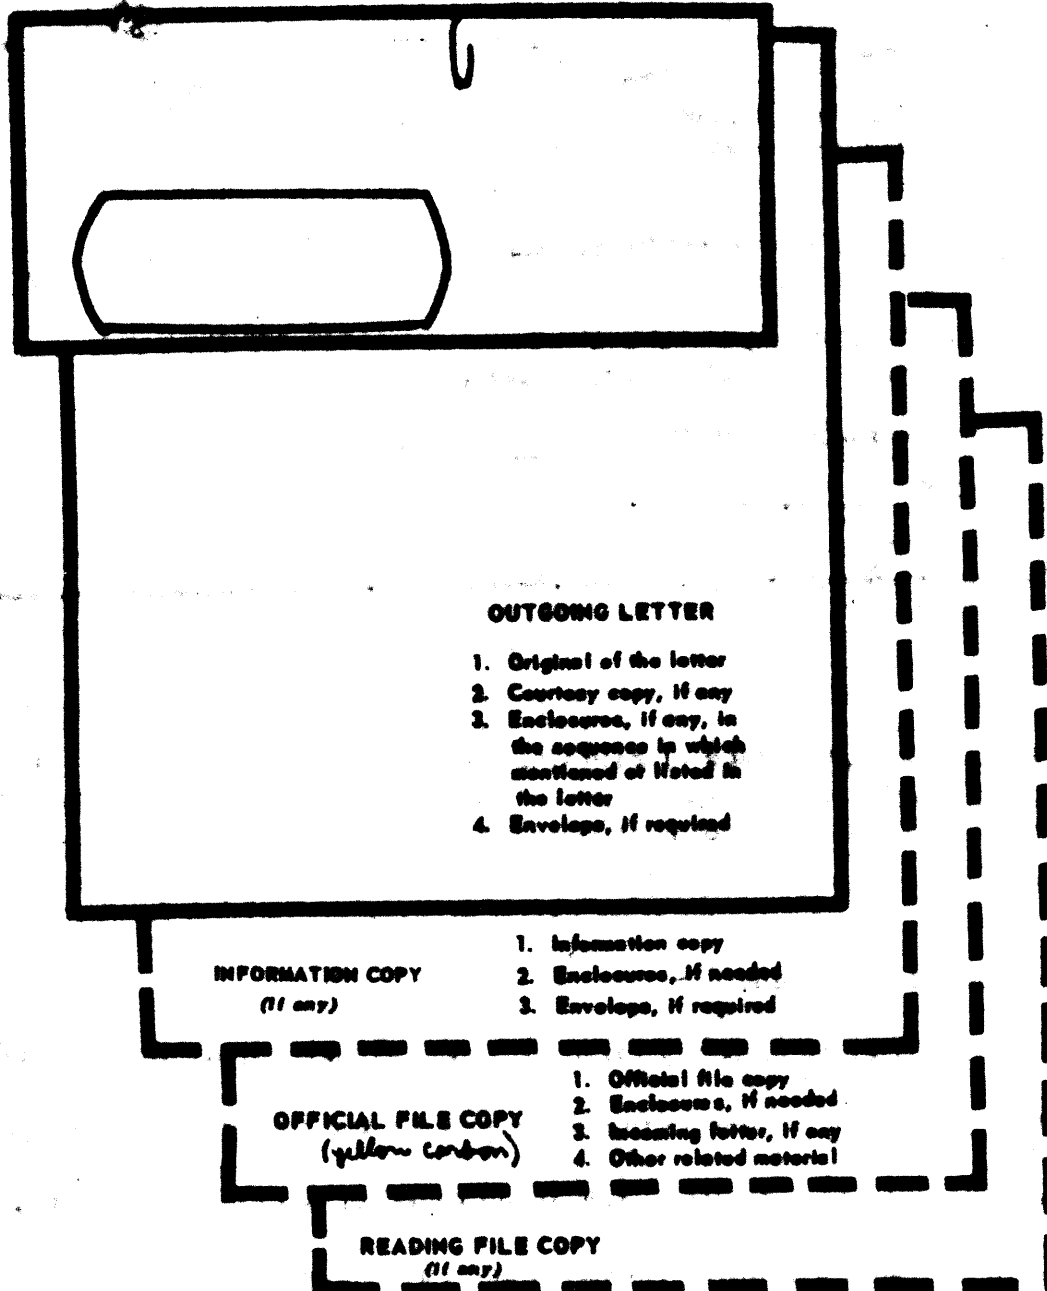 OUTGOING LETTER
1. Original of the letter
2. Courtesy copy, if any
3. Enclosures, if any, in
the sequence in which
mentioned or listed in
the letter
4. Envelope, if required
INFORMATION COPY
(if any)
1. Information copy
2. Enclosures, if needed
3. Envelope, if required
OFFICIAL FILE COPY
(yellow carbon)
1. Official file copy
2. Enclosures, if needed
3. Incoming letter, if any
4. Other related material
READING FILE COPY
(if any)